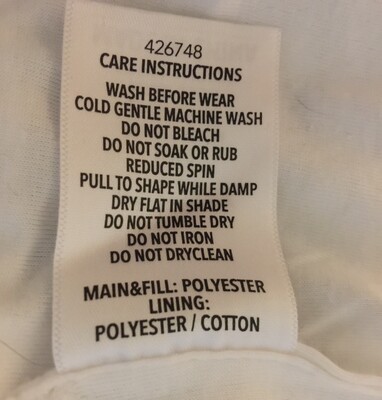 426748
CARE INSTRUCTIONS
WASH BEFORE WEAR
COLD GENTLE MACHINE WASH
DO NOT BLEACH
DO NOT SOAK OR RUB
REDUCED SPIN
PULL TO SHAPE WHILE DAMP
DRY FLAT IN SHADE
DO NOT TUMBLE DRY
DO NOT IRON
DO NOT DRYCLEAN
MAIN&FILL: POLYESTER
LINING:
POLYESTER / COTTON